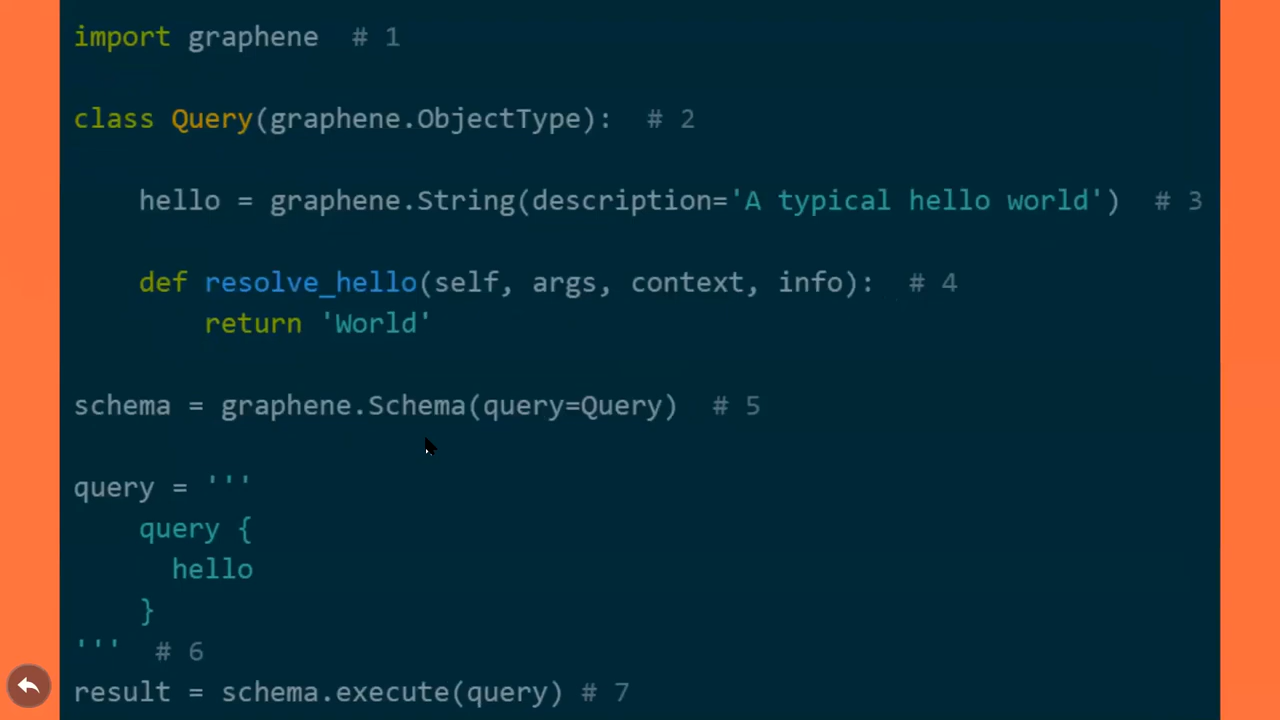 import graphene  # 1
class Query(graphene.ObjectType):  # 2
    hello = graphene.String(description='A typical hello world')  # 3
    def resolve_hello(self, args, context, info):  # 4
        return 'World'
schema = graphene.Schema(query=Query)  # 5
query = '''
    query {
      hello
    }
'''  # 6
result = schema.execute(query) # 7